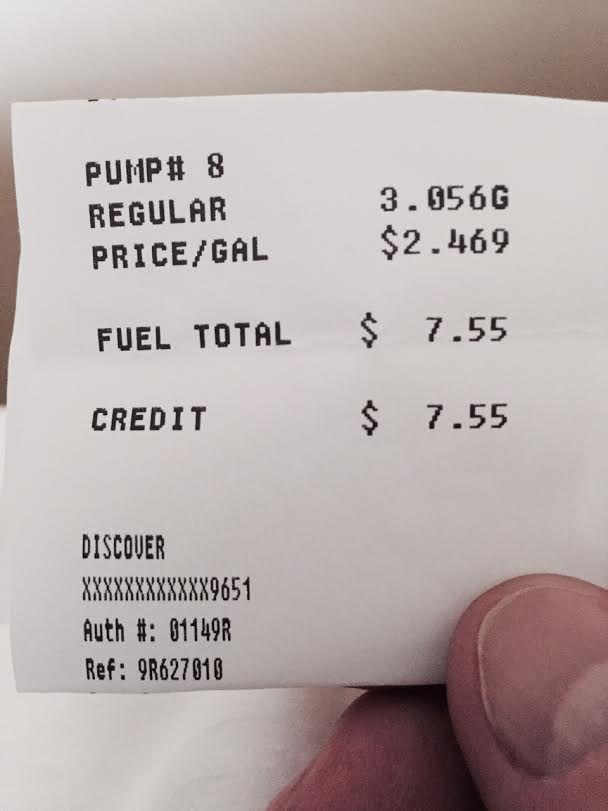 PUMP# 8
REGULAR 3.056G
PRICE/GAL $2.469
FUEL TOTAL $ 7.55
CREDIT $ 7.55
DISCOVER
XXXXXXXXXXXX9651
Auth #: 01149R
Ref: 9R627010